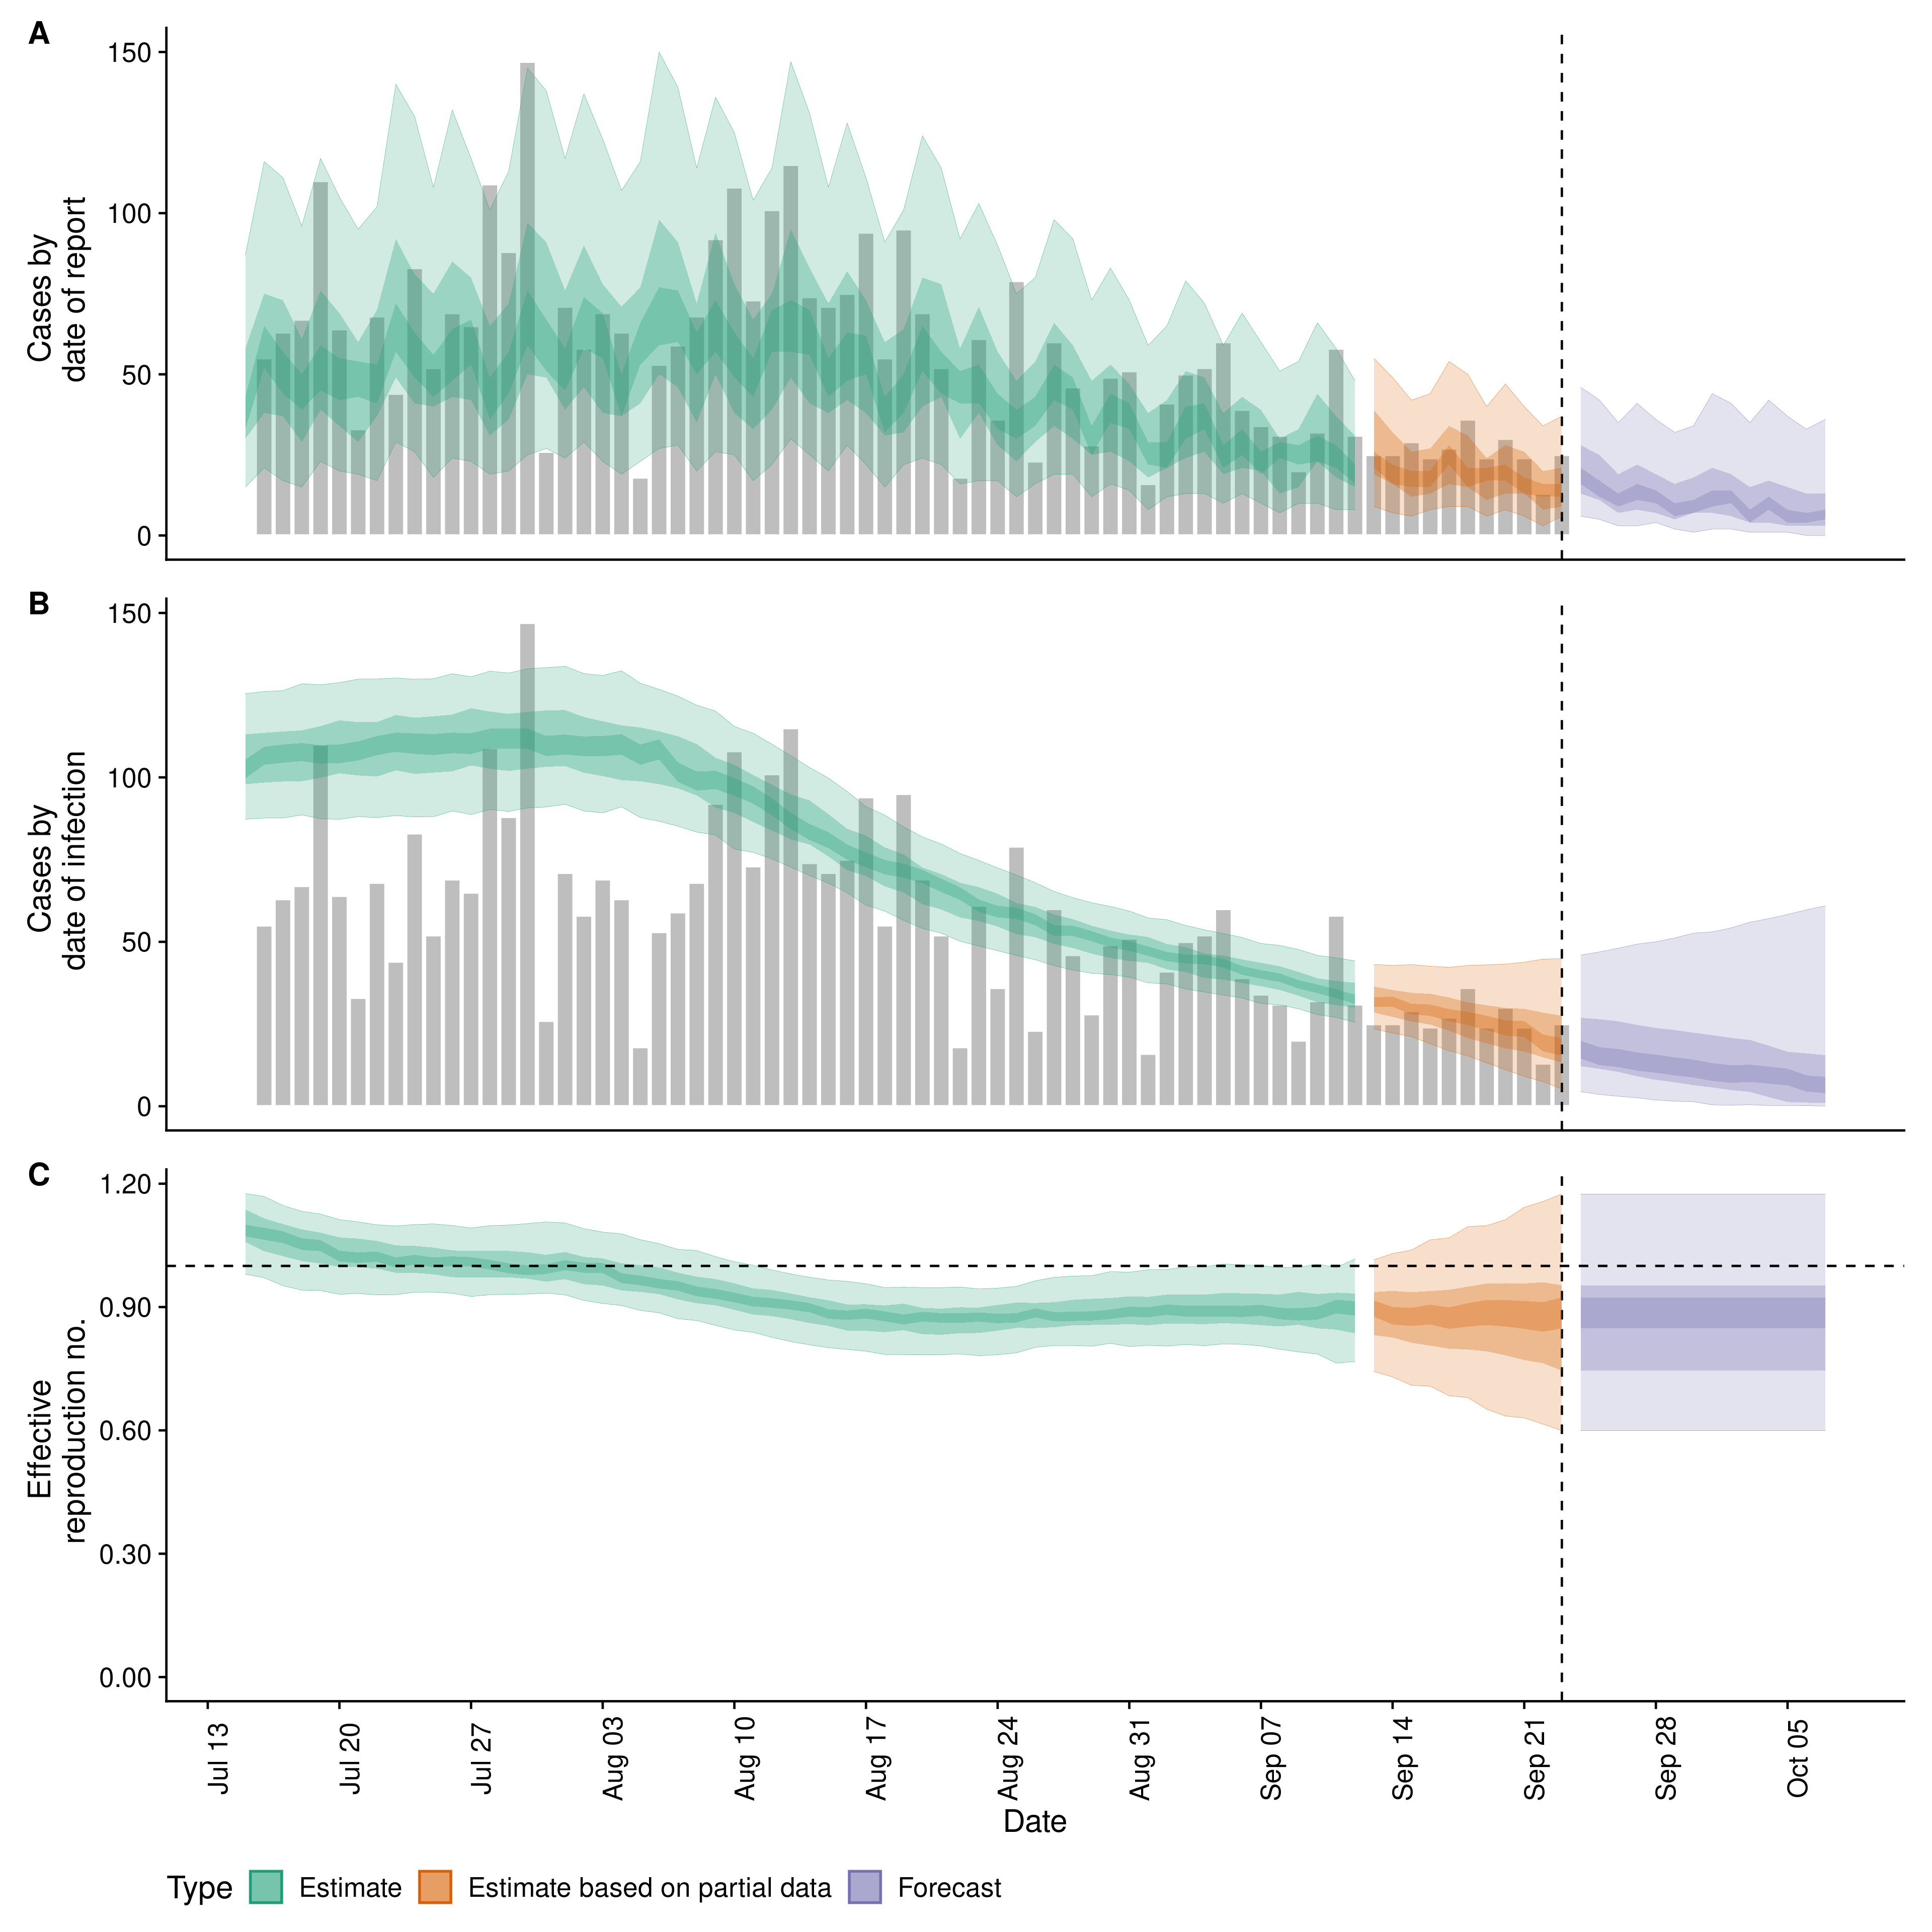 A
150
100
50
0
Cases by
date of report
B
150
100
50
0
Cases by
date of infection
C
1.20
0.90
0.60
0.30
0.00
Effective
reproduction no.
Jul 13
Jul 20
Jul 27
Aug 03
Aug 10
Aug 17
Aug 24
Aug 31
Sep 07
Sep 14
Sep 21
Sep 28
Oct 05
Date
Type Estimate Estimate based on partial data Forecast